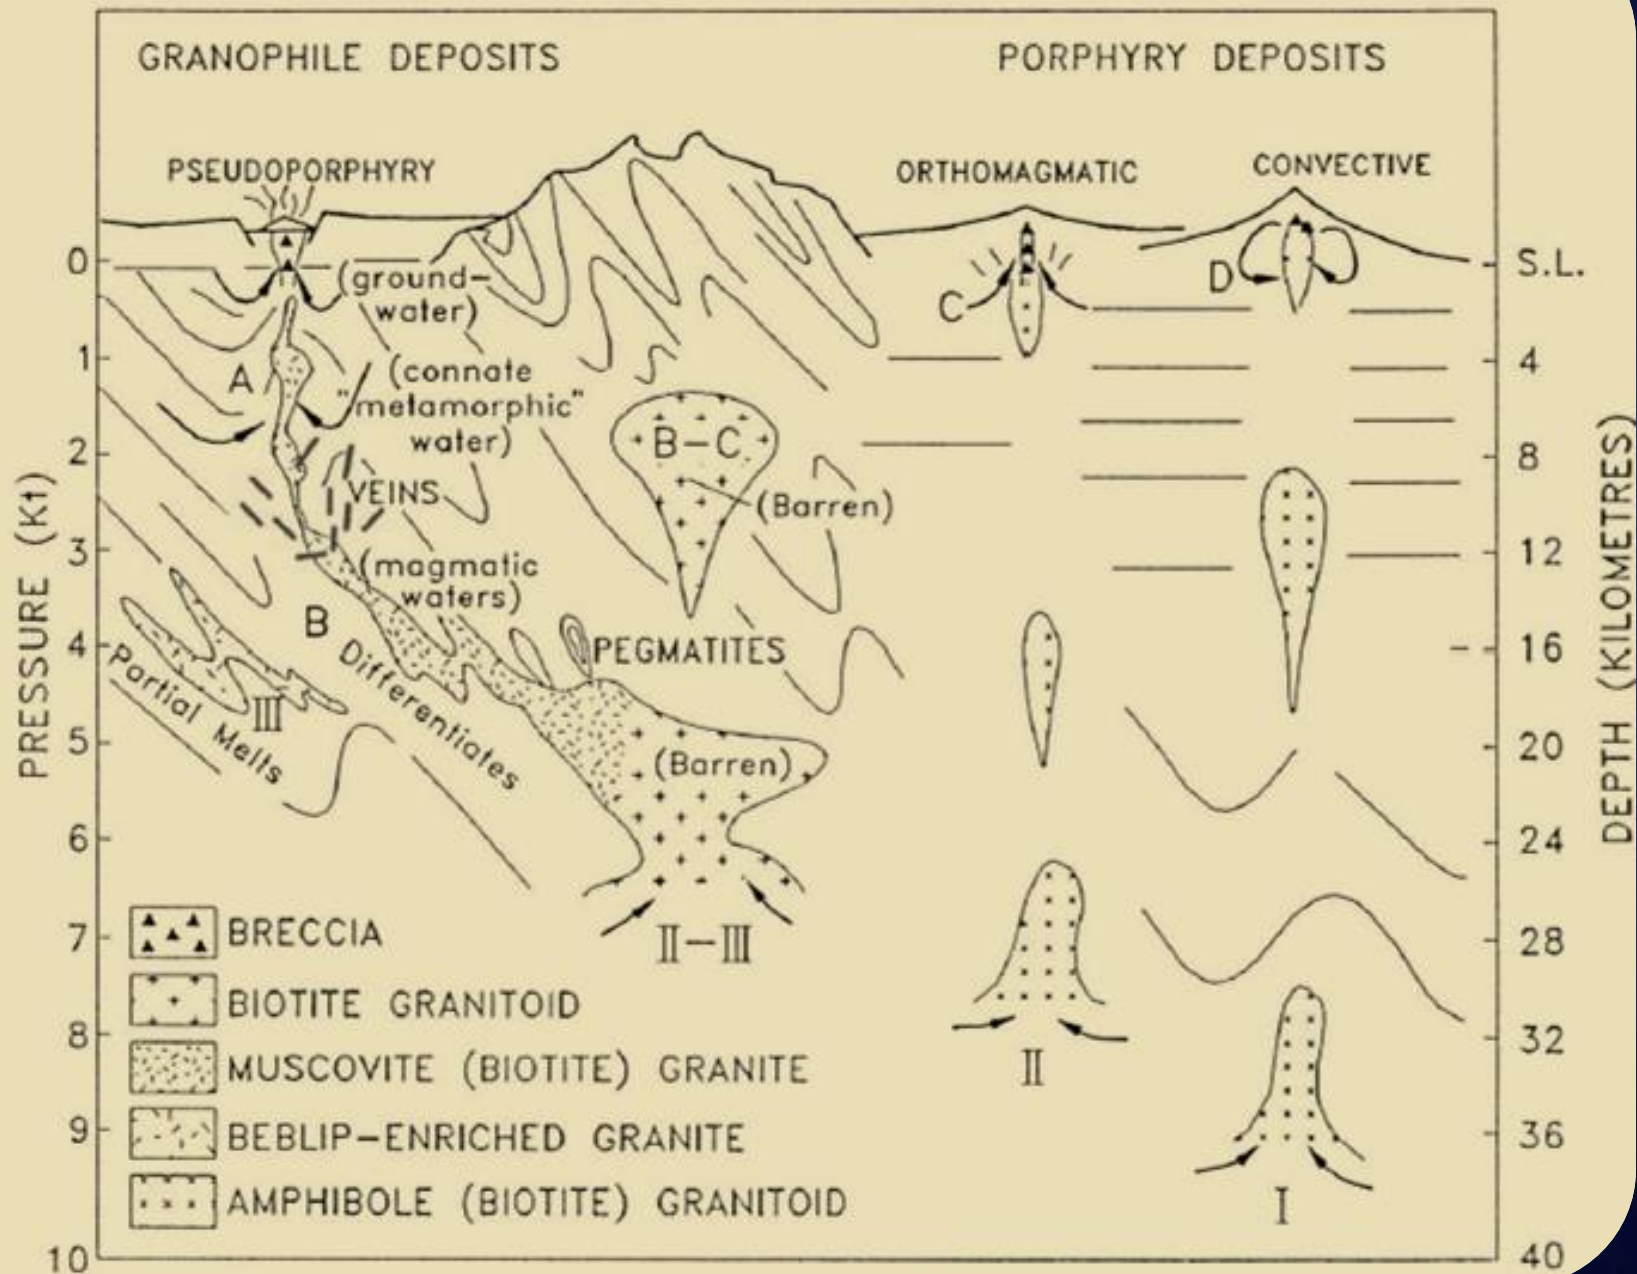 GRANOPHILE DEPOSITS
PORPHYRY DEPOSITS
PSEUDOPORPHYRY
ORTHOMAGMATIC
CONVECTIVE
0
1
2
3
4
5
6
7
8
9
10
PRESSURE (Kt)
S.L.
4
8
12
16
20
24
28
32
36
40
DEPTH (KILOMETRES)
(ground-
water)
A
(connate
"metamorphic"
water)
VEINS
(magmatic
waters)
B
B-C
(Barren)
C
D
PEGMATITES
Partial Melts
III
Differentiates
(Barren)
II-III
II
I
BRECCIA
BIOTITE GRANITOID
MUSCOVITE (BIOTITE) GRANITE
BEBLIP-ENRICHED GRANITE
AMPHIBOLE (BIOTITE) GRANITOID